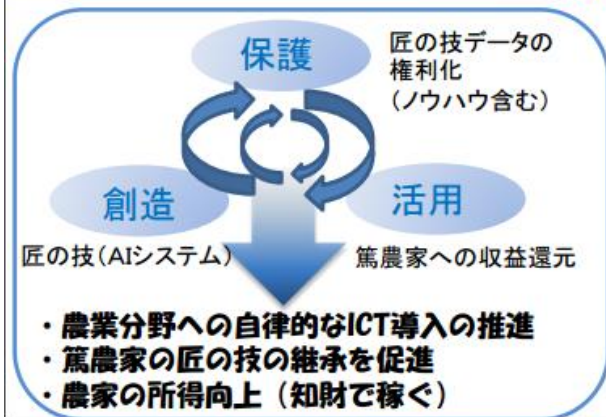 保護
匠の技データの
権利化
(ノウハウ含む)
創造
活用
匠の技(AIシステム)
篤農家への収益還元
・農業分野への自律的なICT導入の推進
・篤農家の匠の技の継承を促進
・農家の所得向上（知財で稼ぐ）